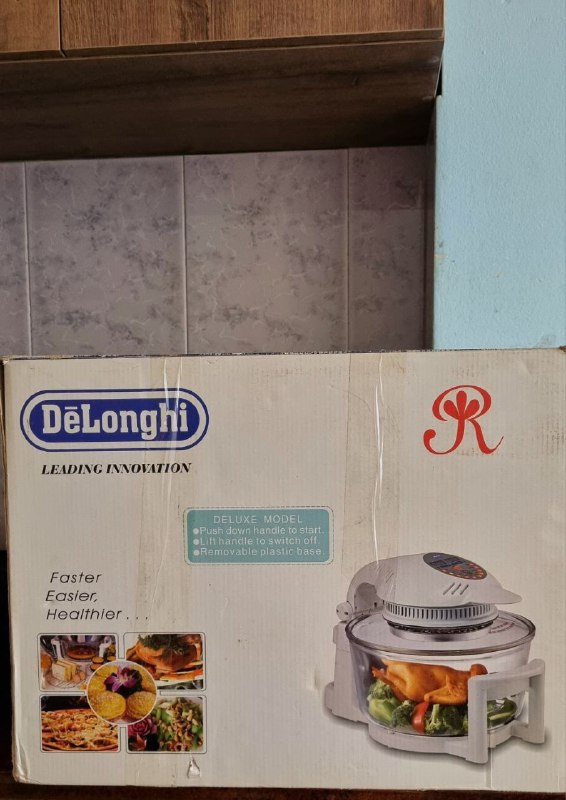 DēLonghi
LEADING INNOVATION
R
DELUXE MODEL
●Push down handle to start.
●Lift handle to switch off.
●Removable plastic base.
Faster
Easier,
Healthier . . .